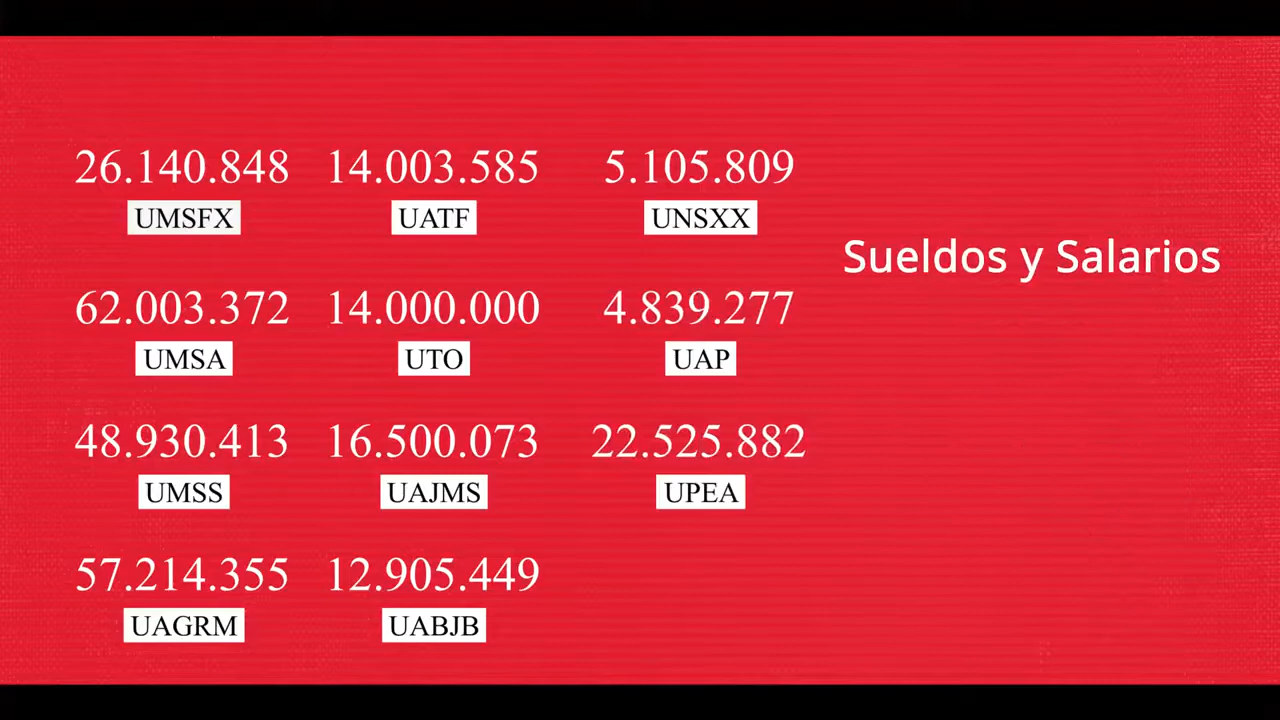 26.140.848 14.003.585 5.105.809
UMSFX UATF UNSXX
Sueldos y Salarios
62.003.372 14.000.000 4.839.277
UMSA UTO UAP
48.930.413 16.500.073 22.525.882
UMSS UAJMS UPEA
57.214.355 12.905.449
UAGRM UABJB